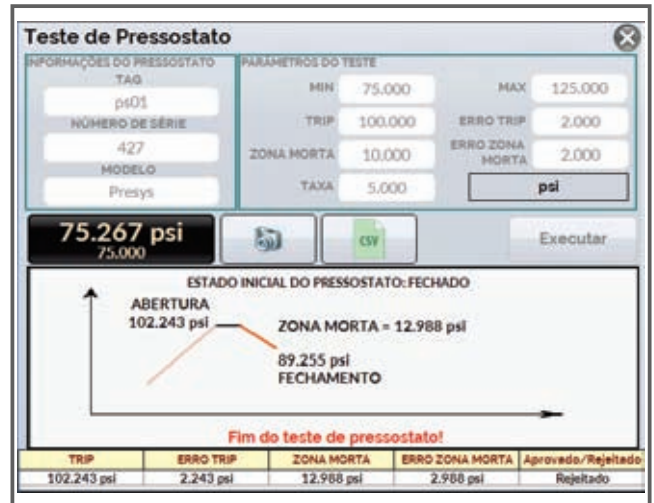 Teste de Pressostato
INFORMAÇÕES DO PRESSOSTATO
TAG
ps01
NÚMERO DE SÉRIE
427
MODELO
Presys
PARÂMETROS DO TESTE
MIN 75.000 MAX 125.000
TRIP 100.000 ERRO TRIP 2.000
ZONA MORTA 10.000 ERRO ZONA MORTA 2.000
TAXA 5.000 psi
75.267 psi
75.000
CSV
Executar
ESTADO INICIAL DO PRESSOSTATO: FECHADO
ABERTURA
102.243 psi
ZONA MORTA = 12.988 psi
89.255 psi
FECHAMENTO
Fim do teste de pressostato!
TRIP ERRO TRIP ZONA MORTA ERRO ZONA MORTA Aprovado/Rejeitado
102.243 psi 2.243 psi 12.988 psi 2.988 psi Rejeitado